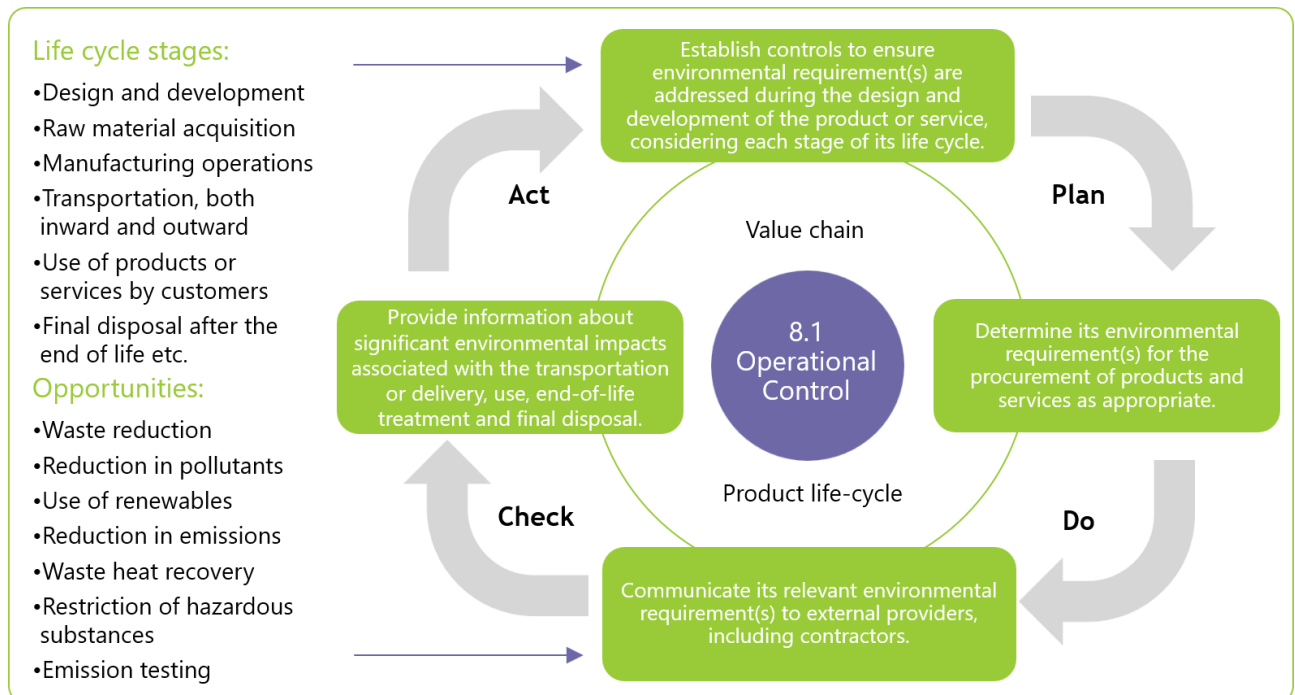 Life cycle stages:
•Design and development
•Raw material acquisition
•Manufacturing operations
•Transportation, both
inward and outward
•Use of products or
services by customers
•Final disposal after the
end of life etc.
Opportunities:
•Waste reduction
•Reduction in pollutants
•Use of renewables
•Reduction in emissions
•Waste heat recovery
•Restriction of hazardous
substances
•Emission testing
Establish controls to ensure
environmental requirement(s) are
addressed during the design and
development of the product or service,
considering each stage of its life cycle.
Plan
Determine its environmental
requirement(s) for the
procurement of products and
services as appropriate.
Do
Communicate its relevant environmental
requirement(s) to external providers,
including contractors.
Check
Provide information about
significant environmental impacts
associated with the transportation
or delivery, use, end-of-life
treatment and final disposal.
Act
Value chain
8.1
Operational
Control
Product life-cycle